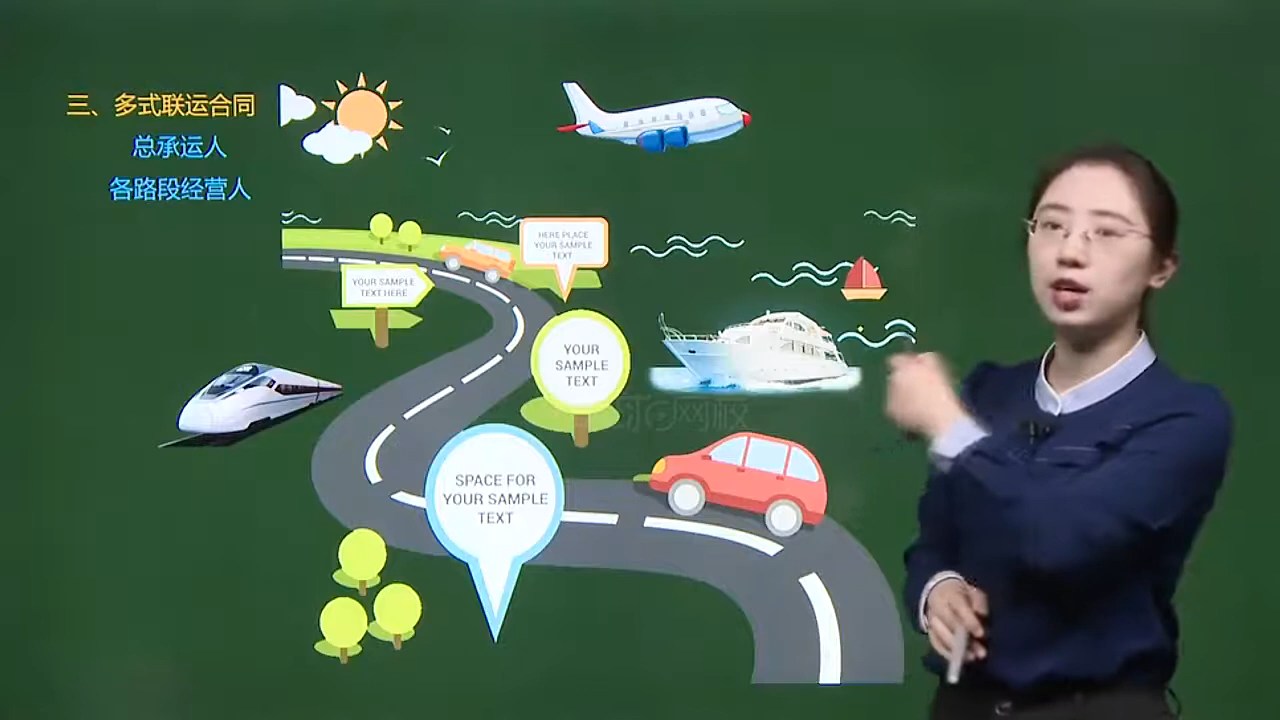 三、多式联运合同
总承运人
各路段经营人
HERE PLACE
YOUR SAMPLE
TEXT
YOUR SAMPLE
TEXT HERE
YOUR
SAMPLE
TEXT
SPACE FOR
YOUR SAMPLE
TEXT